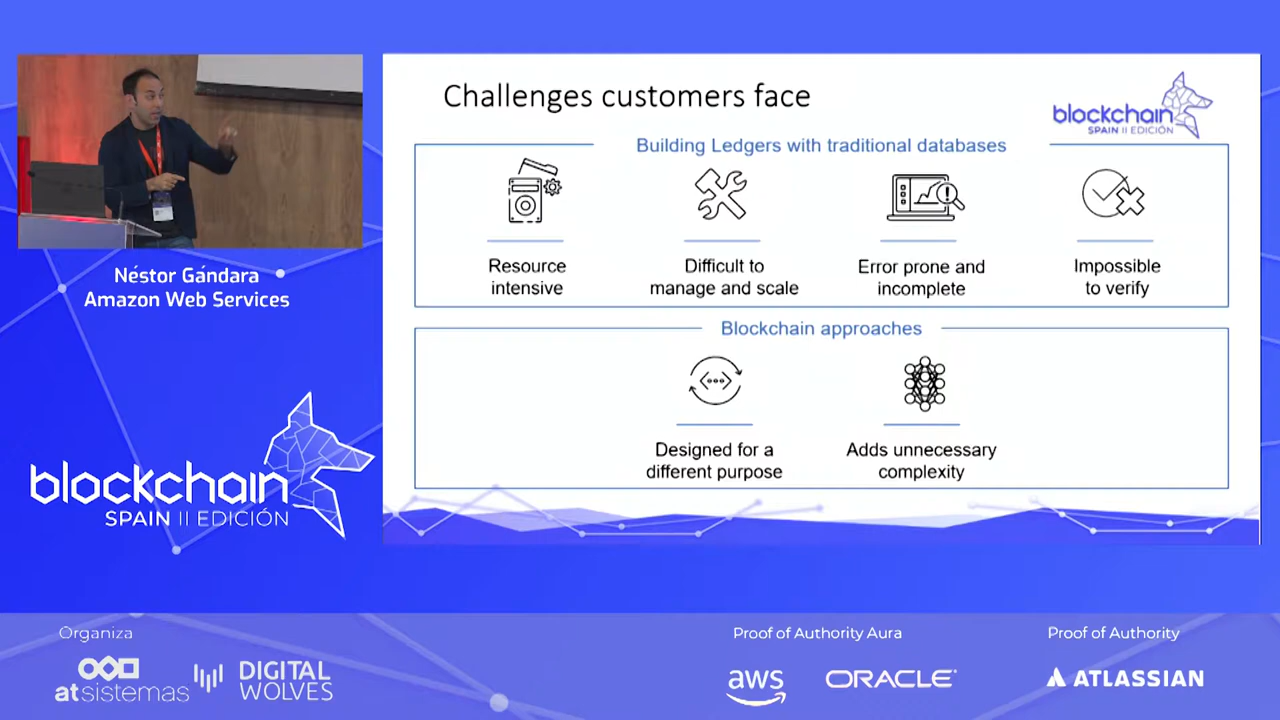 Challenges customers face
blockchain
SPAIN II EDICIÓN
Building Ledgers with traditional databases
Resource
intensive
Difficult to
manage and scale
Error prone and
incomplete
Impossible
to verify
Blockchain approaches
Designed for a
different purpose
Adds unnecessary
complexity
Néstor Gándara
Amazon Web Services
blockchain
SPAIN II EDICIÓN
Organiza
atsistemas
DIGITAL
WOLVES
Proof of Authority Aura
aws
ORACLE
Proof of Authority
ATLASSIAN